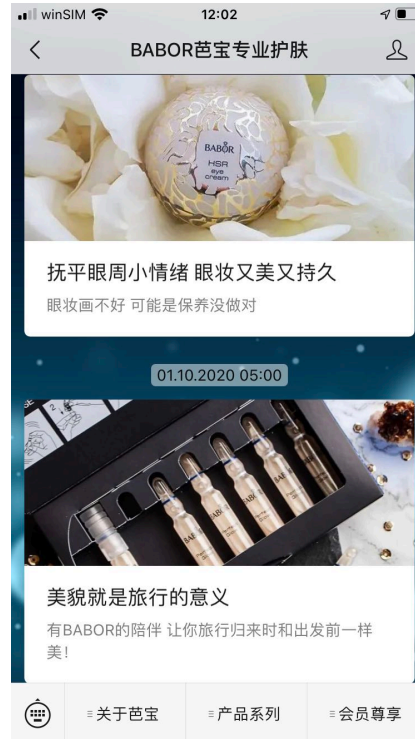 winSIM
12:02
BABOR芭宝专业护肤
BABOR
HSR
eye
cream
抚平眼周小情绪 眼妆又美又持久
眼妆画不好 可能是保养没做对
01.10.2020 05:00
美貌就是旅行的意义
有BABOR的陪伴 让你旅行归来时和出发前一样
美！
关于芭宝
产品系列
会员尊享